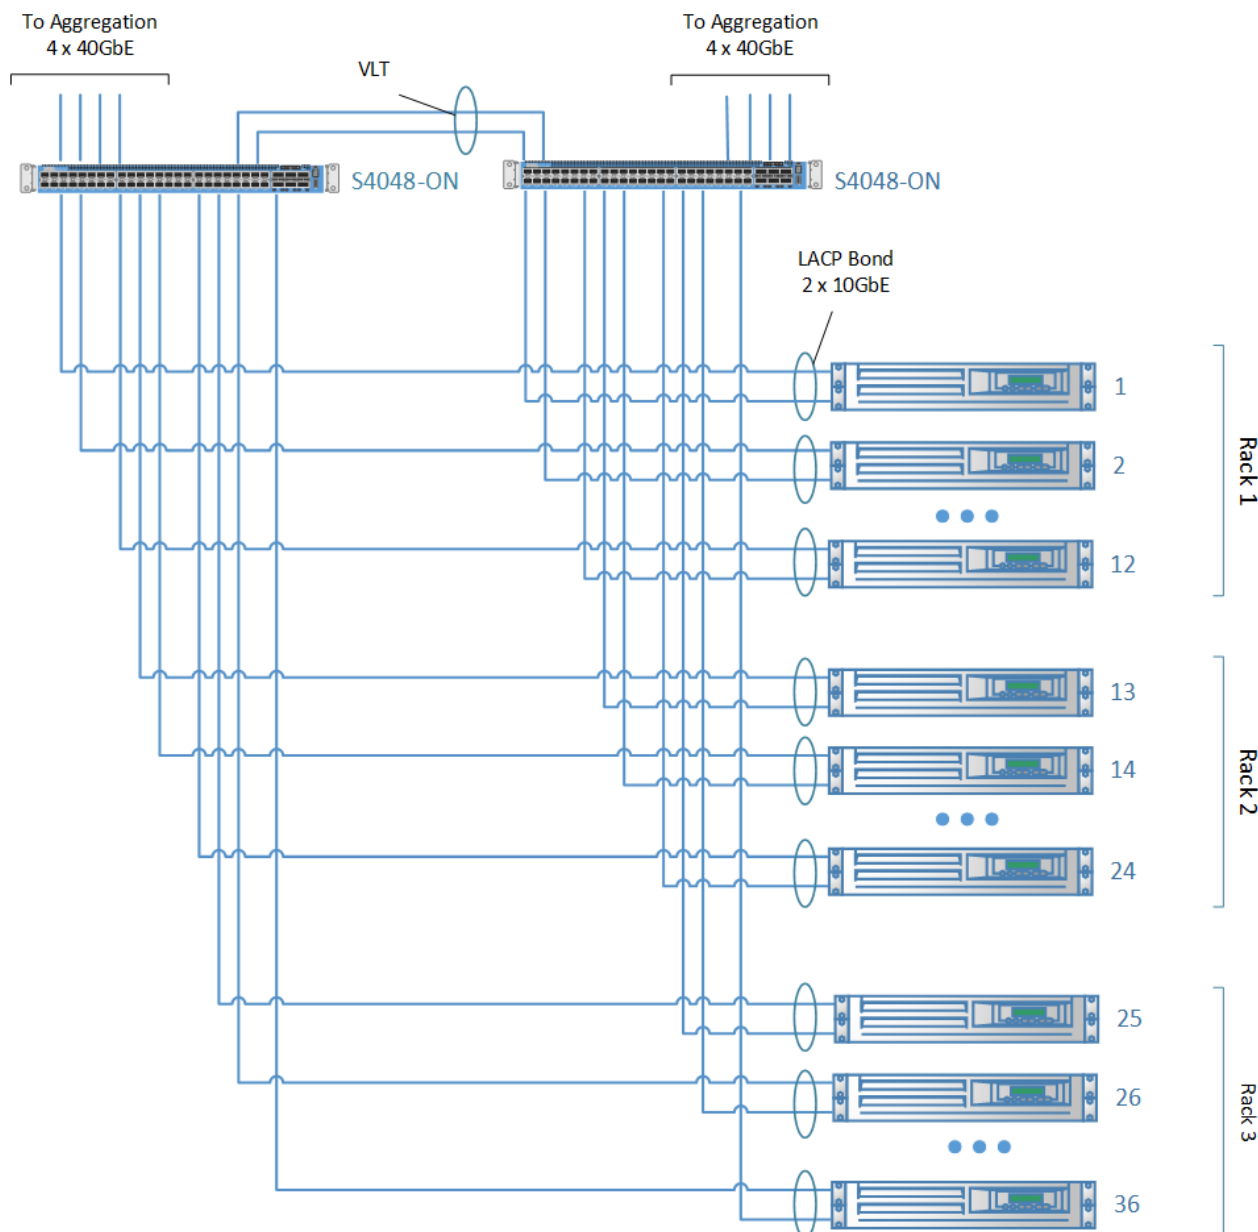 To Aggregation
4 x 40GbE
To Aggregation
4 x 40GbE
VLT
S4048-ON
S4048-ON
LACP Bond
2 x 10GbE
1
2
12
Rack 1
13
14
24
Rack 2
25
26
36
Rack 3